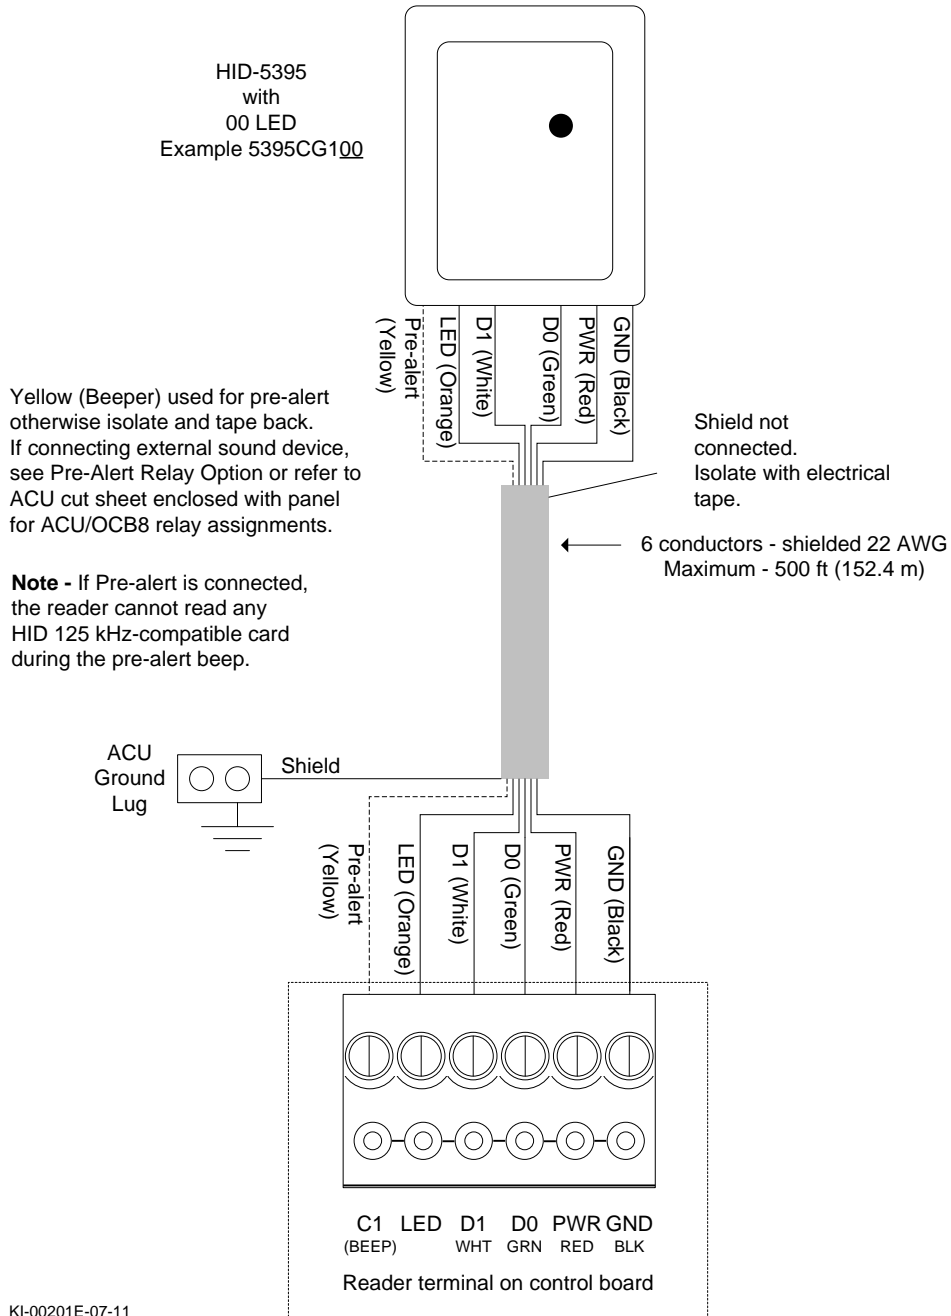 HID-5395
with
00 LED
Example 5395CG100
Pre-alert
(Yellow)
LED (Orange)
D1 (White)
D0 (Green)
PWR (Red)
GND (Black)
Yellow (Beeper) used for pre-alert
otherwise isolate and tape back.
If connecting external sound device,
see Pre-Alert Relay Option or refer to
ACU cut sheet enclosed with panel
for ACU/OCB8 relay assignments.
Shield not
connected.
Isolate with electrical
tape.
6 conductors - shielded 22 AWG
Maximum - 500 ft (152.4 m)
Note - If Pre-alert is connected,
the reader cannot read any
HID 125 kHz-compatible card
during the pre-alert beep.
ACU
Ground
Lug
Shield
Pre-alert
(Yellow)
LED (Orange)
D1 (White)
D0 (Green)
PWR (Red)
GND (Black)
C1 LED D1 D0 PWR GND
(BEEP) WHT GRN RED BLK
Reader terminal on control board
KI-00201E-07-11